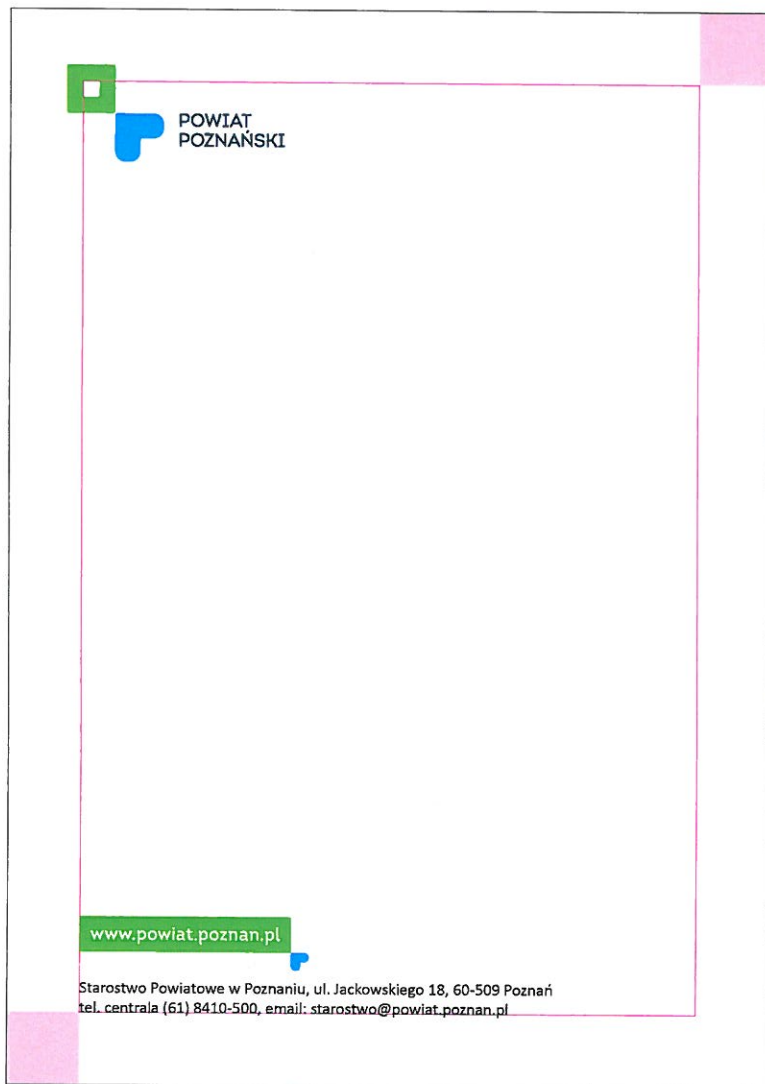 POWIAT
POZNAŃSKI
www.powiat.poznan.pl
Starostwo Powiatowe w Poznaniu, ul. Jackowskiego 18, 60-509 Poznań
tel. centrala (61) 8410-500, email: starostwo@powiat.poznan.pl